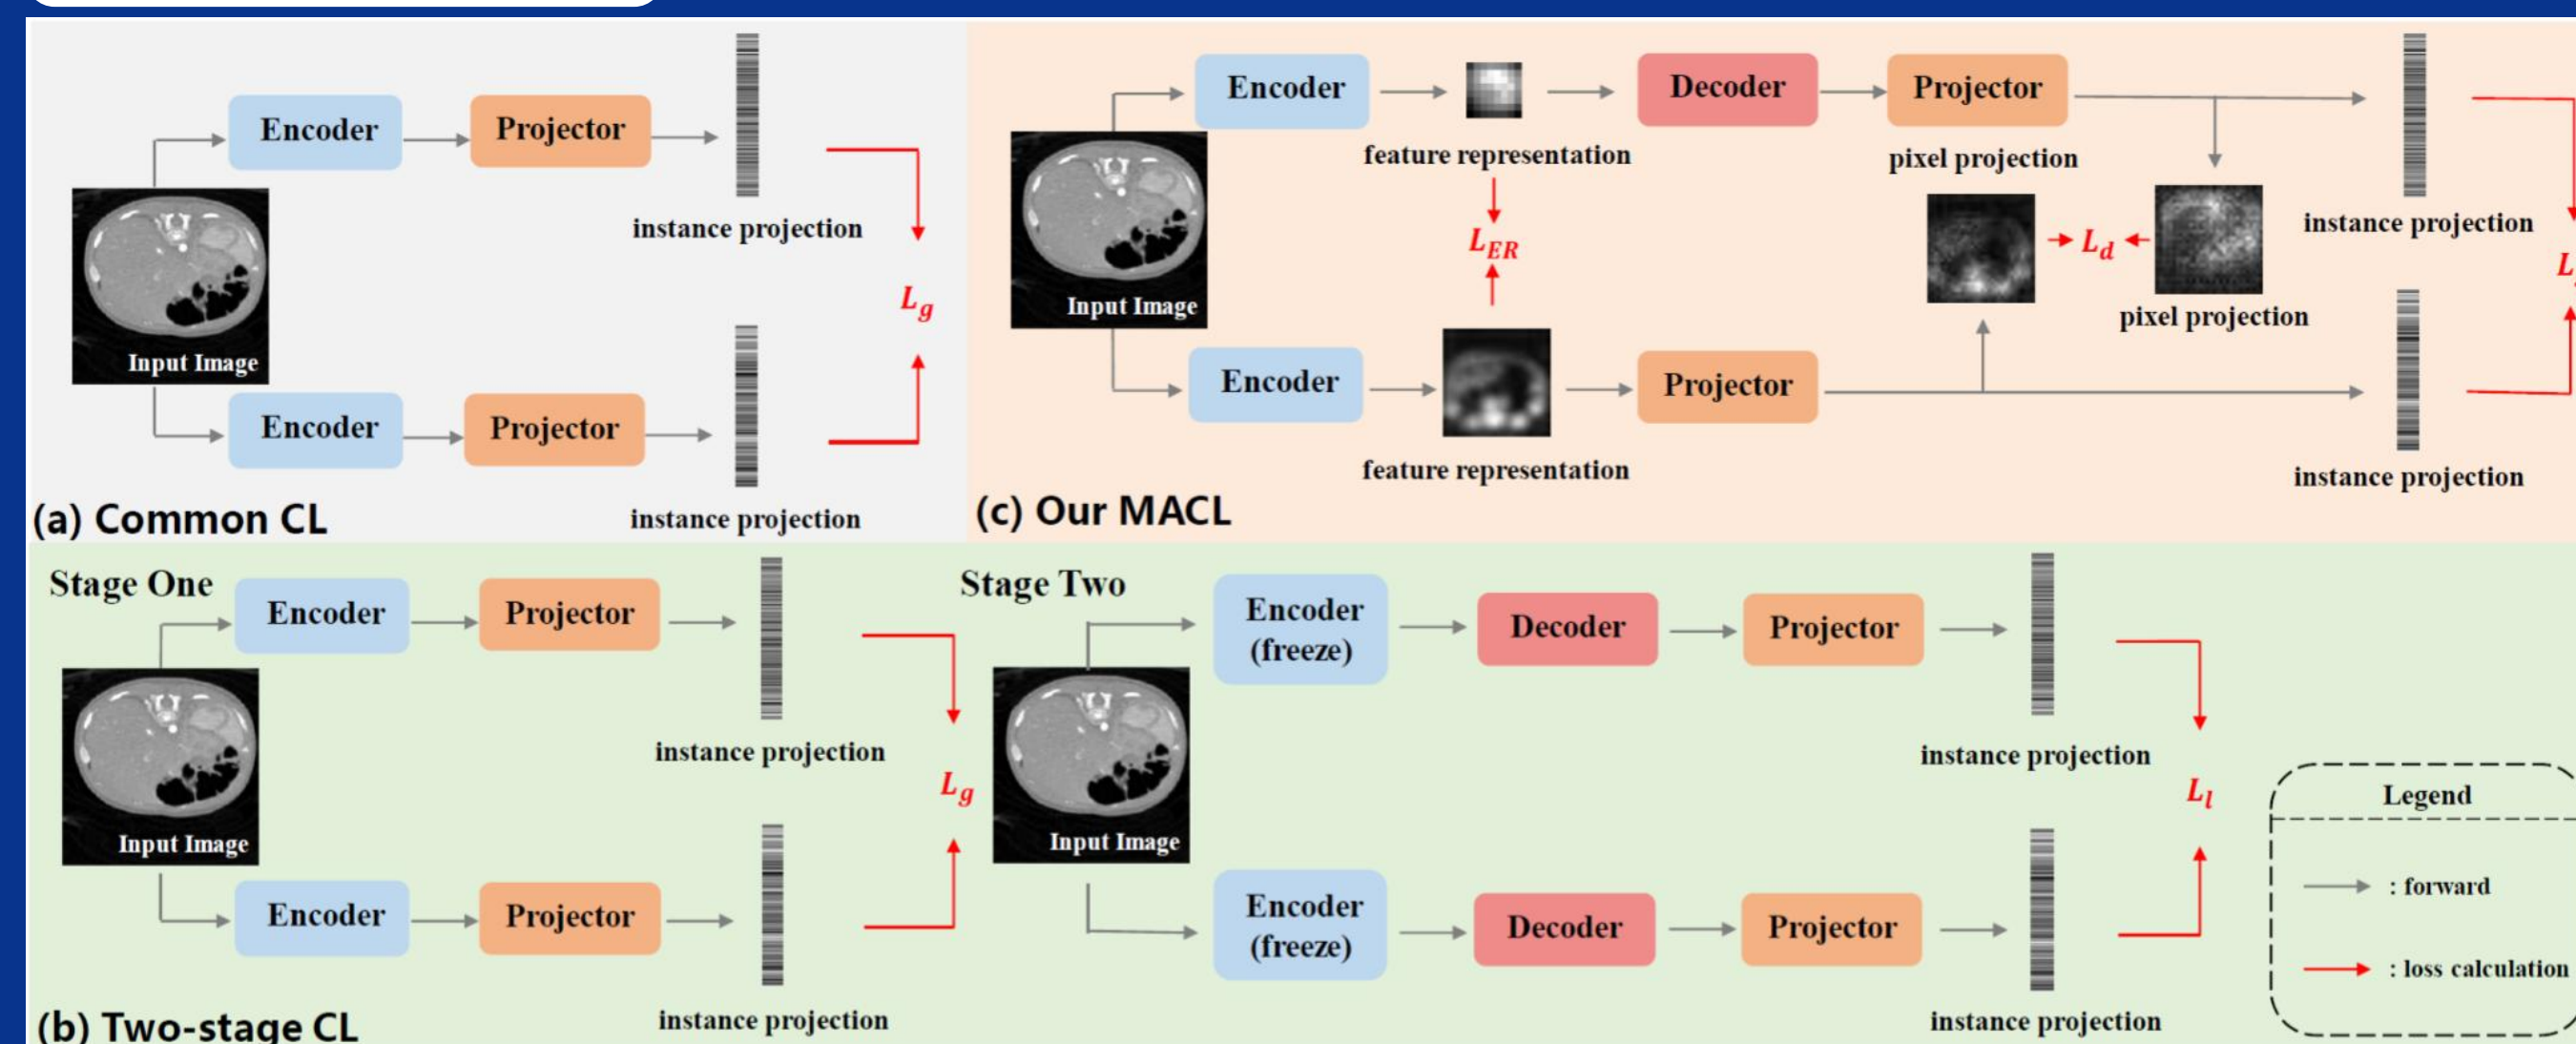 Encoder
Projector
instance projection
Input Image
L_g
Encoder
Projector
instance projection
(a) Common CL
Encoder
Decoder
Projector
feature representation
pixel projection
instance projection
L_ER
L_d
L
Input Image
pixel projection
Encoder
Projector
feature representation
instance projection
(c) Our MACL
Stage One
Encoder
Projector
instance projection
L_g
Input Image
Encoder
Projector
instance projection
(b) Two-stage CL
Stage Two
Encoder
(freeze)
Decoder
Projector
instance projection
L_l
Input Image
Encoder
(freeze)
Decoder
Projector
instance projection
Legend
: forward
: loss calculation